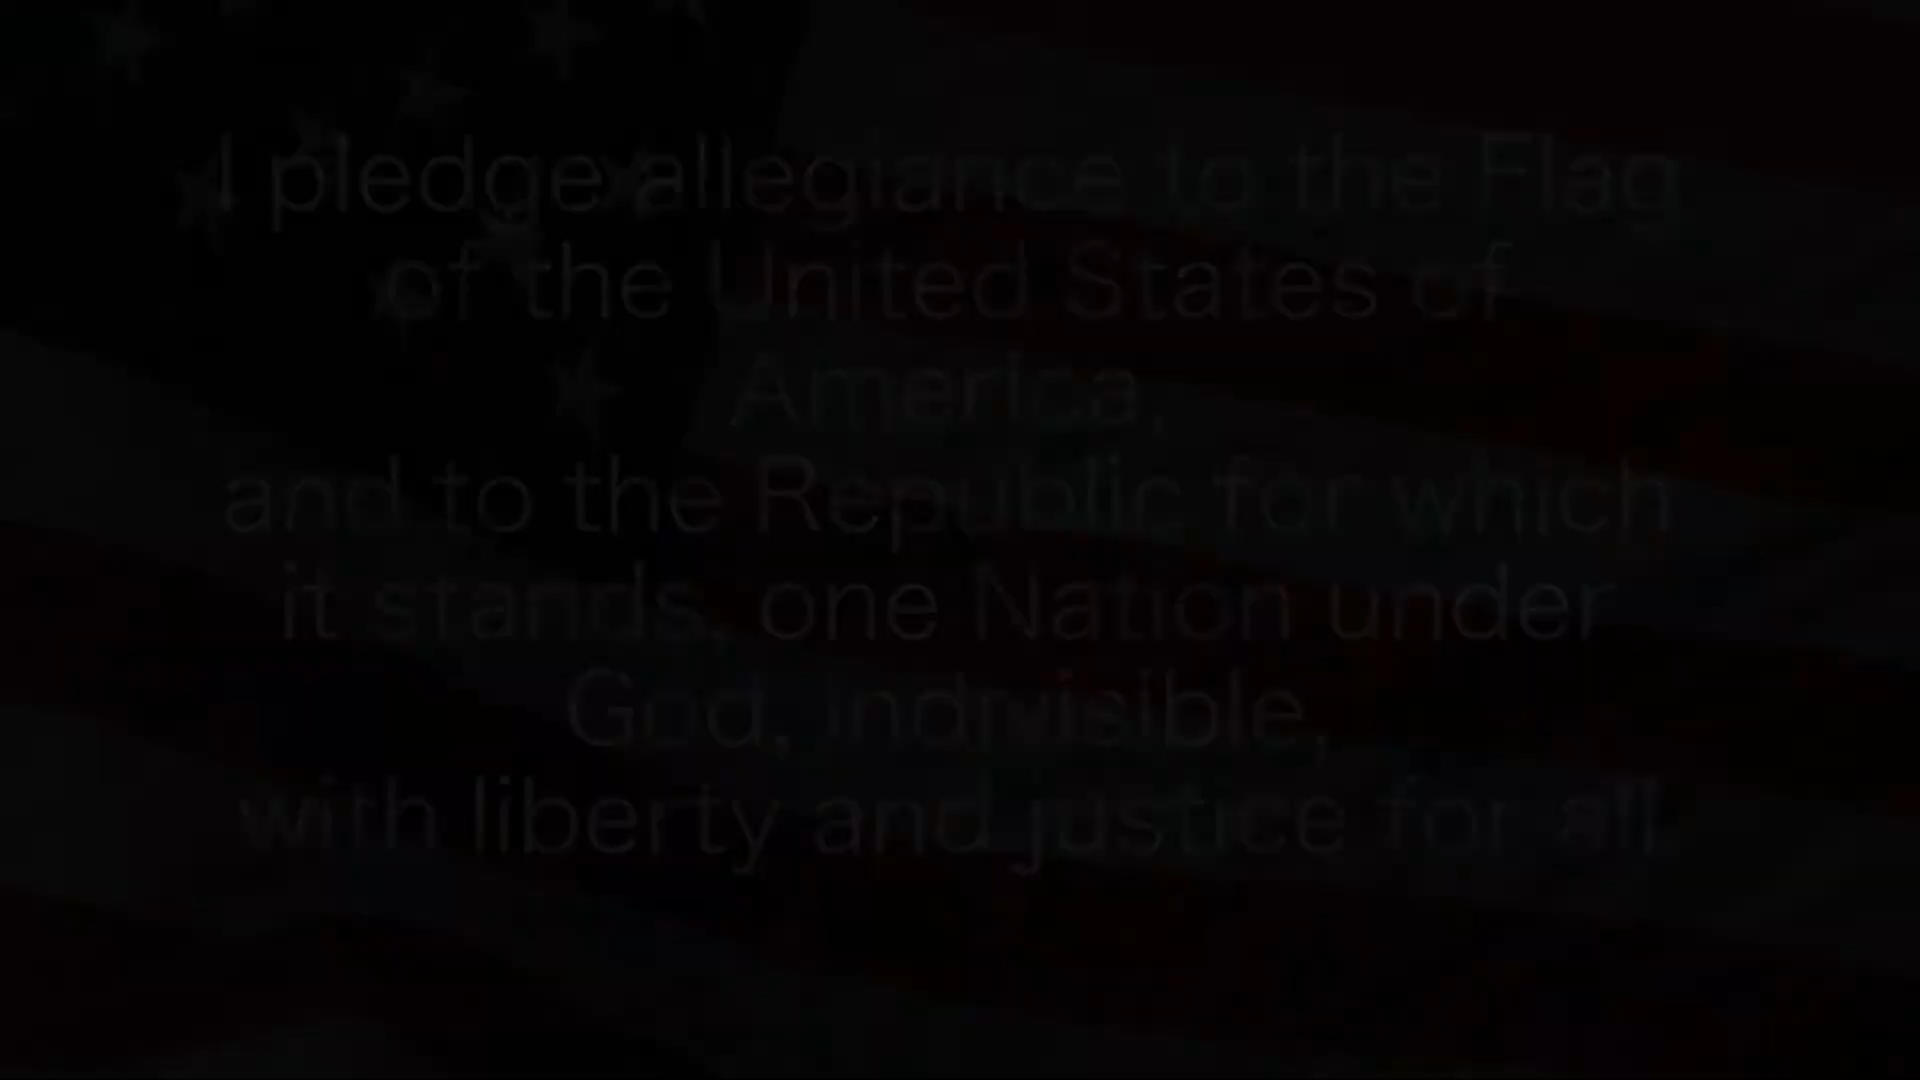 I pledge allegiance to the Flag
of the United States of
America,
and to the Republic for which
it stands, one Nation under
God, indivisible,
with liberty and justice for all.